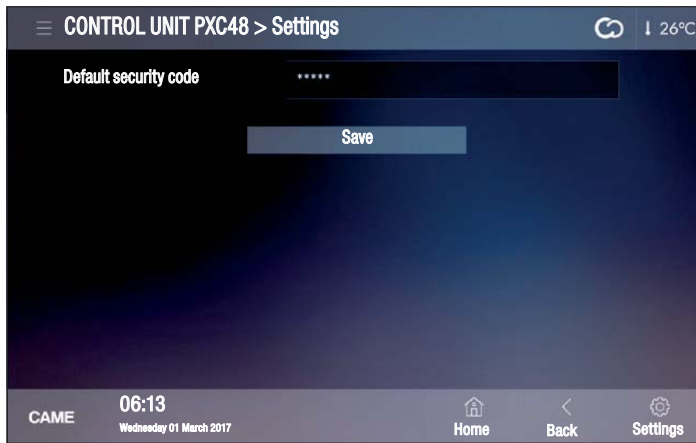 CONTROL UNIT PXC48 > Settings
26°C
Default security code *****
Save
CAME
06:13
Wednesday 01 March 2017
Home
Back
Settings